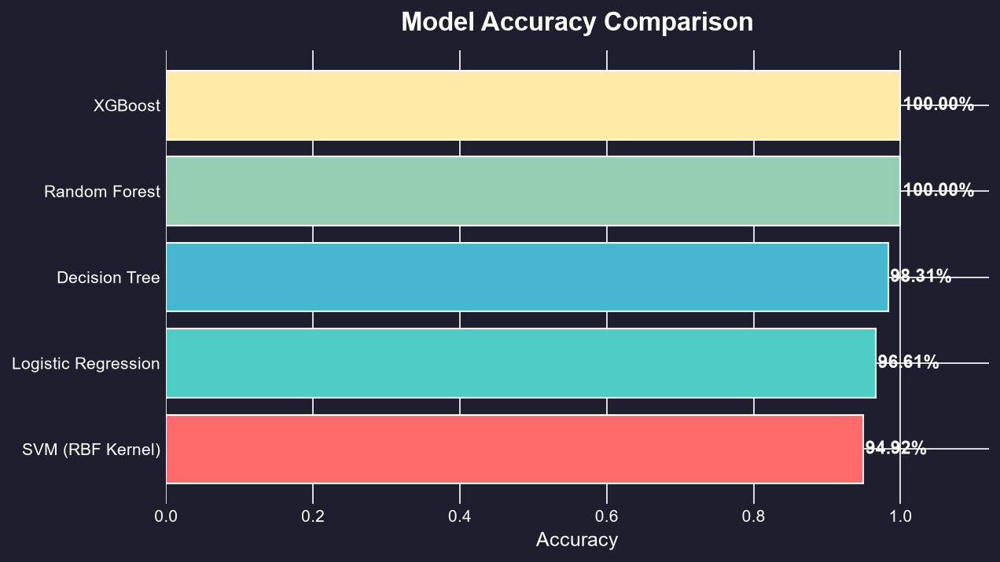 Model Accuracy Comparison
XGBoost
100.00%
Random Forest
100.00%
Decision Tree
98.31%
Logistic Regression
96.61%
SVM (RBF Kernel)
94.92%
0.0 0.2 0.4 0.6 0.8 1.0
Accuracy